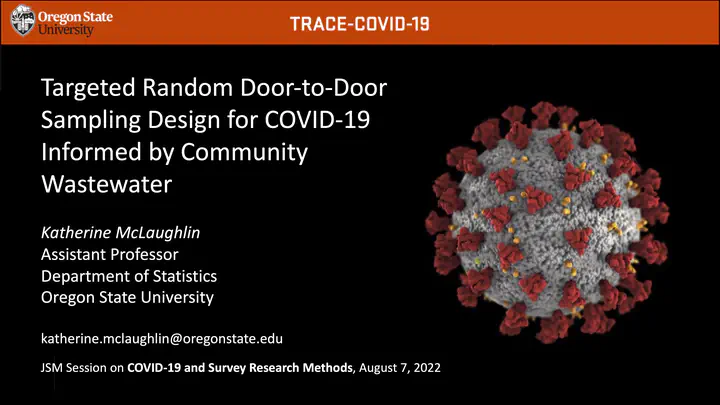 Oregon State
University
TRACE-COVID-19
Targeted Random Door-to-Door
Sampling Design for COVID-19
Informed by Community
Wastewater
Katherine McLaughlin
Assistant Professor
Department of Statistics
Oregon State University
katherine.mclaughlin@oregonstate.edu
JSM Session on COVID-19 and Survey Research Methods, August 7, 2022